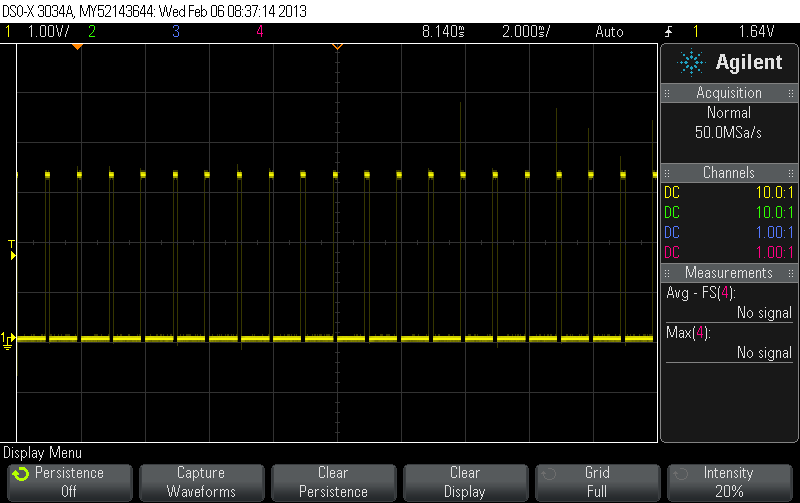 DSO-X 3034A, MY52143644: Wed Feb 06 08:37:14 2013
1 1.00V/ 2 3 4 8.140s 2.000s/ Auto 1 1.64V
Agilent
Acquisition
Normal
50.0MSa/s
Channels
DC 10.0:1
DC 10.0:1
DC 1.00:1
DC 1.00:1
Measurements
Avg - FS(4):
No signal
Max(4):
No signal
T
1
Display Menu
Persistence
Off
Capture
Waveforms
Clear
Persistence
Clear
Display
Grid
Full
Intensity
20%